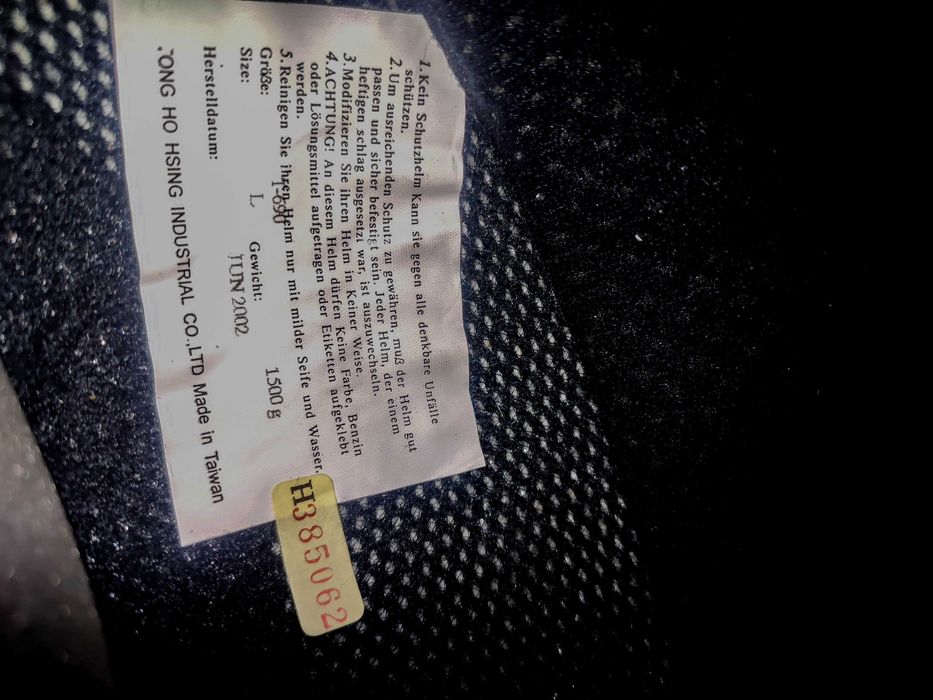 1.Kein Schutzhelm Kann sie gegen alle denkbare Unfälle
schützen.
2.Um ausreichenden Schutz zu gewähren, muß der Helm gut
passen und sicher befestigt sein. Jeder Helm, der einem
heftigen schlag ausgesetzt war, ist auszuwechseln.
3.Modifizieren Sie ihren Helm in Keiner Weise.
4.ACHTUNG! An diesem Helm dürfen Keine Farbe, Benzin
oder Lösungsmittel aufgetragen oder Etiketten aufgeklebt
werden.
5.Reinigen Sie ihren Helm nur mit milder Seife und Wasser.
Größe: T-690
Size: L Gewicht: 1500 g
Herstelldatum: JUN 2002
TONG HO HSING INDUSTRIAL CO.,LTD Made in Taiwan
H385062